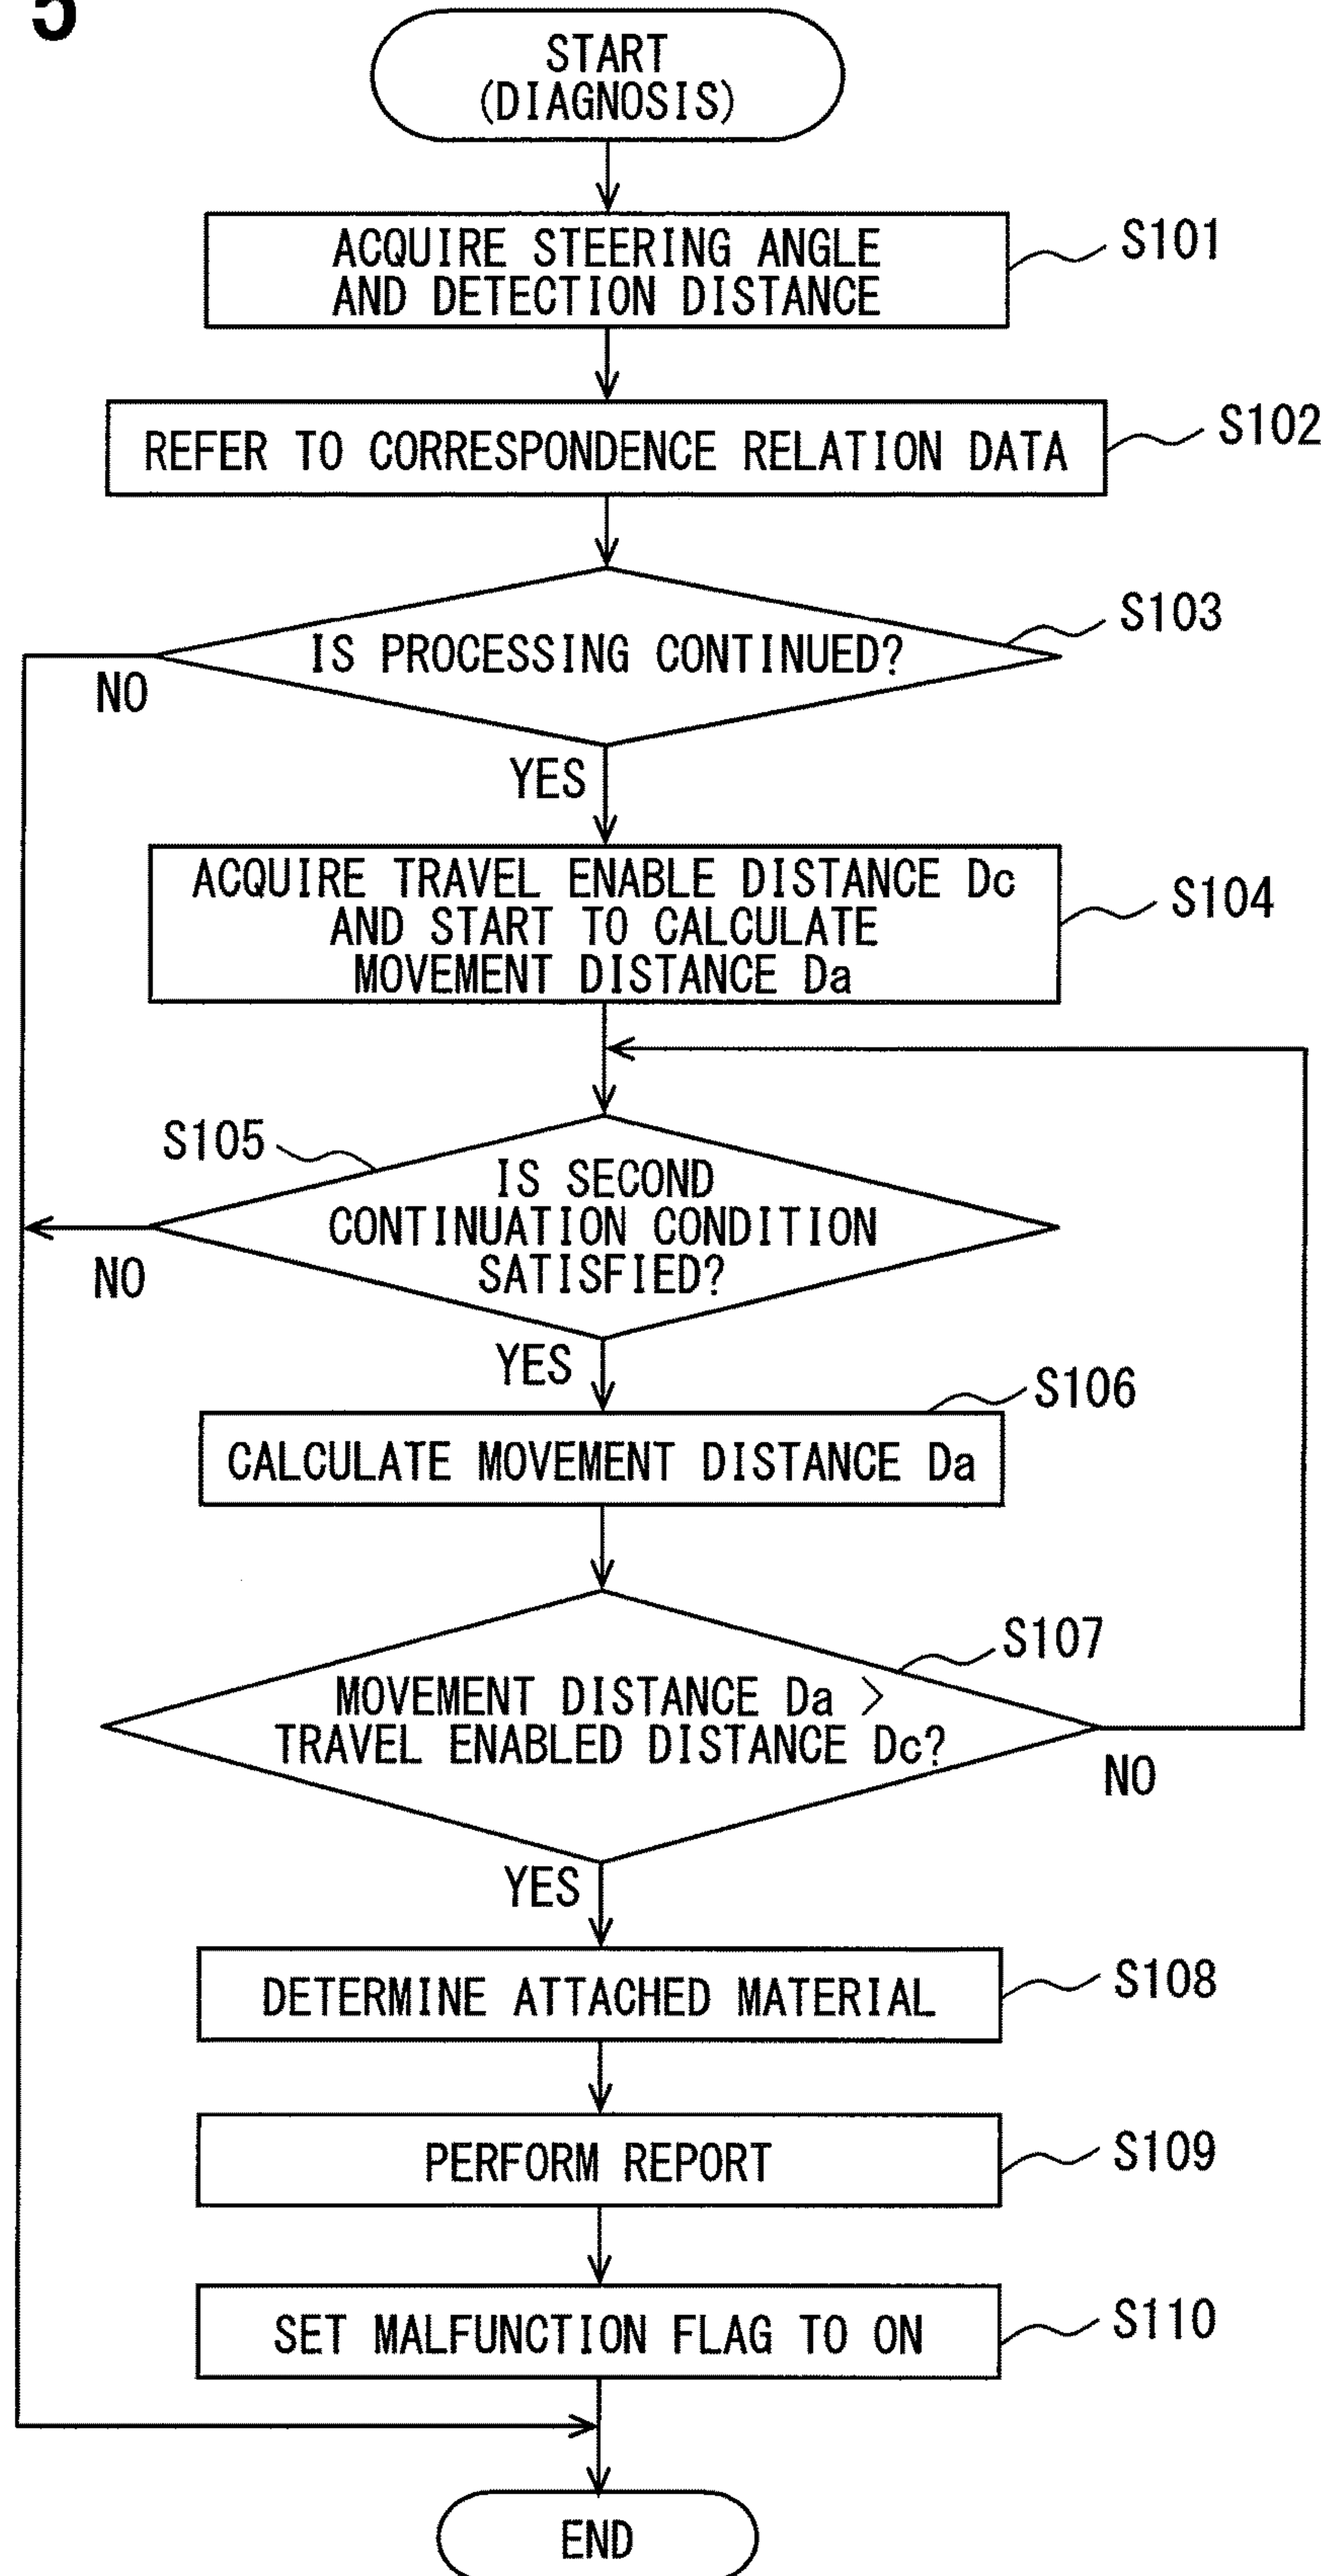 5
START
(DIAGNOSIS)
ACQUIRE STEERING ANGLE
AND DETECTION DISTANCE
S101
REFER TO CORRESPONDENCE RELATION DATA
S102
IS PROCESSING CONTINUED?
S103
NO
YES
ACQUIRE TRAVEL ENABLE DISTANCE Dc
AND START TO CALCULATE
MOVEMENT DISTANCE Da
S104
S105
IS SECOND
CONTINUATION CONDITION
SATISFIED?
NO
YES
S106
CALCULATE MOVEMENT DISTANCE Da
S107
MOVEMENT DISTANCE Da >
TRAVEL ENABLED DISTANCE Dc?
NO
YES
DETERMINE ATTACHED MATERIAL
S108
PERFORM REPORT
S109
SET MALFUNCTION FLAG TO ON
S110
END